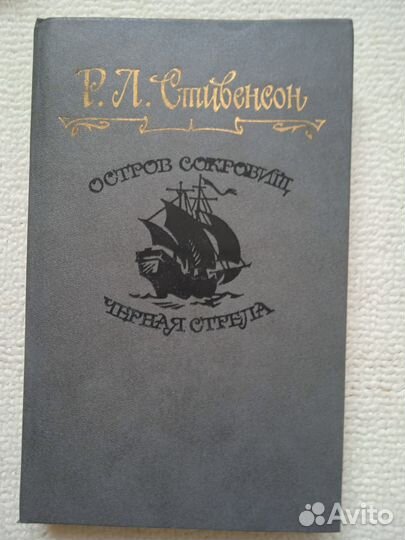 Р. Л. Стивенсон
ОСТРОВ СОКРОВИЩ
ЧЕРНАЯ СТРЕЛА
Avito